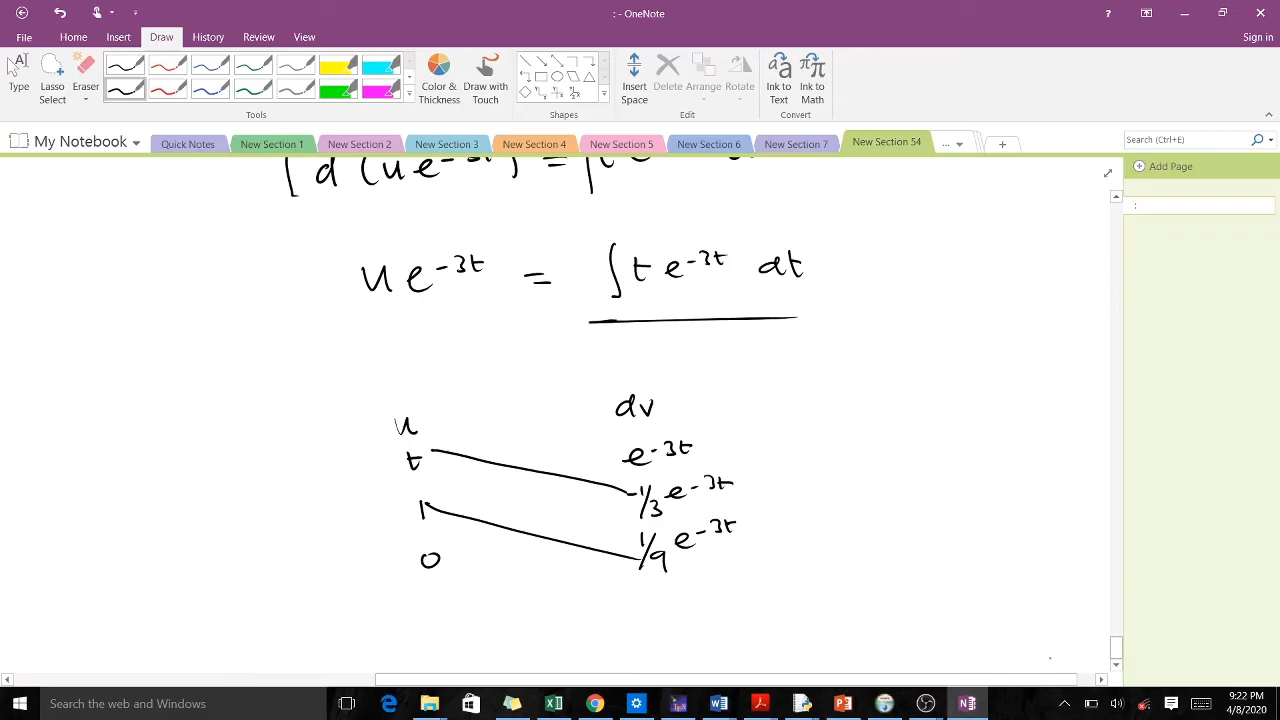 : - OneNote
? 
File Home Insert Draw History Review View Sign in
Type Lasso Select Eraser Color & Thickness Draw with Touch Insert Space Delete Arrange Rotate Ink to Text Ink to Math
Tools Shapes Edit Convert
My Notebook Quick Notes New Section 1 New Section 2 New Section 3 New Section 4 New Section 5 New Section 6 New Section 7 New Section 54 ... + Search (Ctrl+E)
Add Page
:
u e^-3t = ∫ t e^-3t dt
u dv
t e^-3t
1 -1/3 e^-3t
0 1/9 e^-3t
Search the web and Windows
9:22 PM
4/8/2020